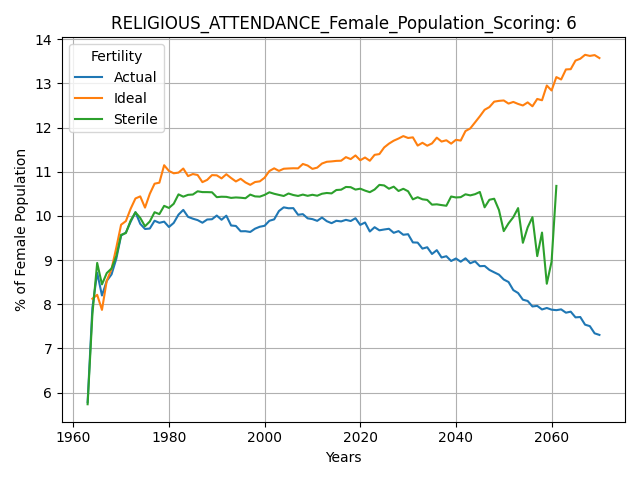 RELIGIOUS_ATTENDANCE_Female_Population_Scoring: 6
14
13
12
11
10
9
8
7
6
% of Female Population
Fertility
Actual
Ideal
Sterile
1960 1980 2000 2020 2040 2060
Years